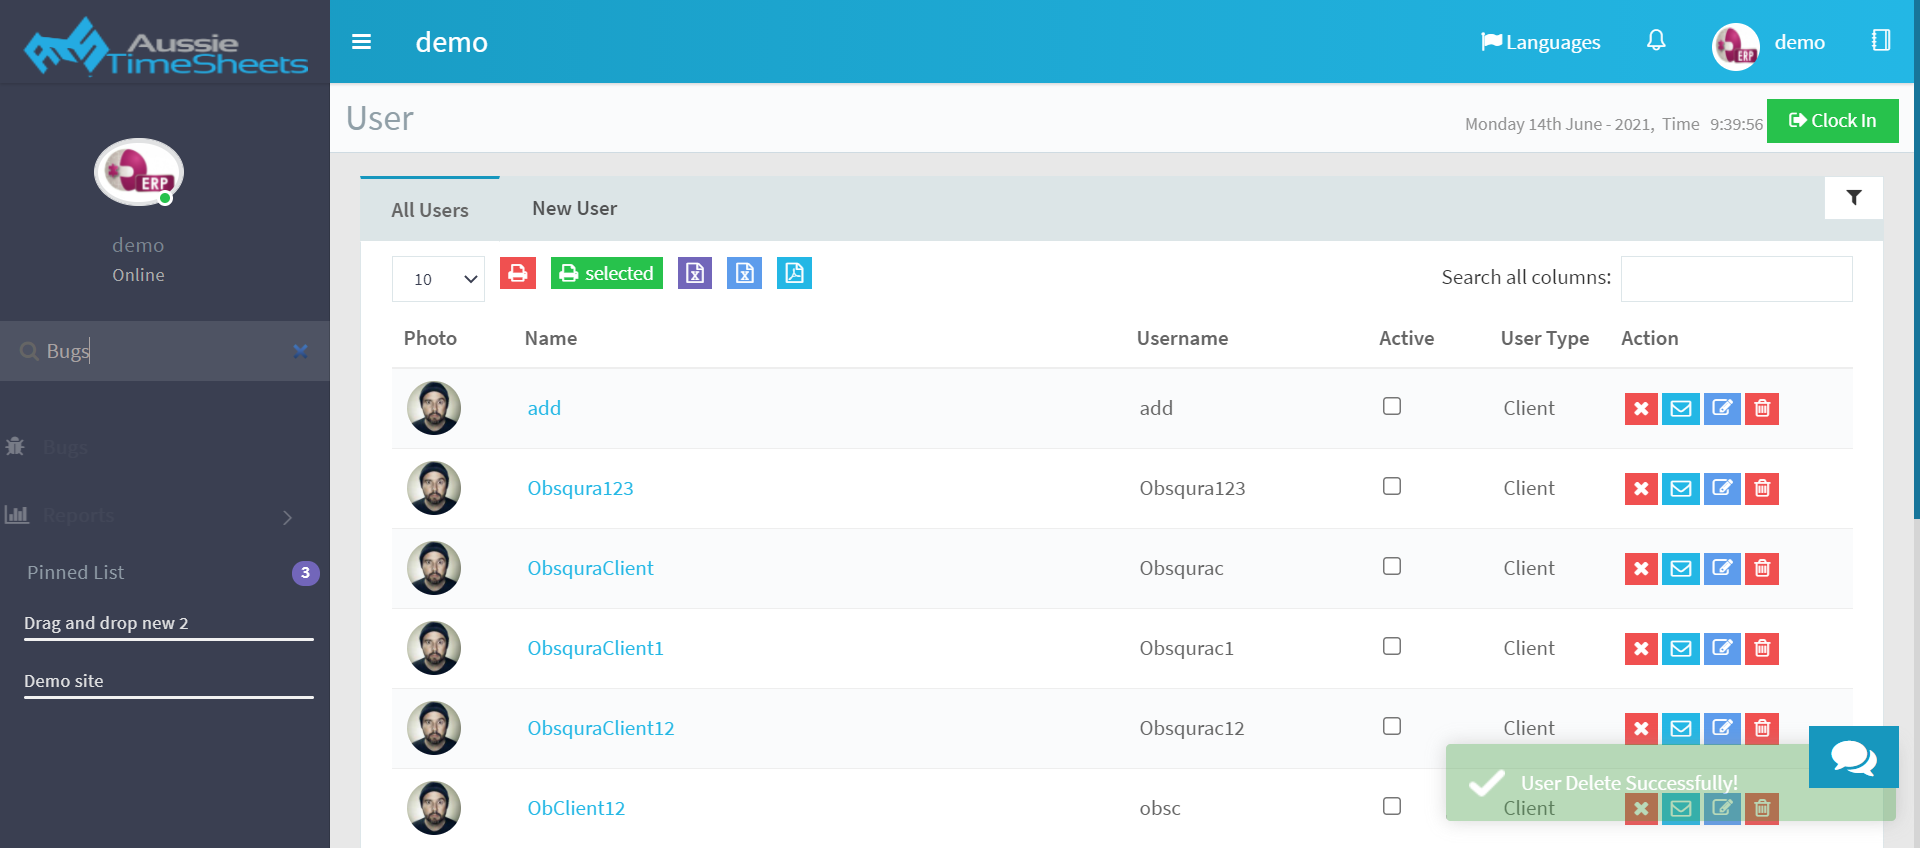 Aussie
TimeSheets
demo
Languages
ERP
demo
User
Monday 14th June - 2021, Time 9:39:56
Clock In
ERP
demo
Online
Bugs
Bugs
Reports
Pinned List
3
Drag and drop new 2
Demo site
All Users
New User
10
selected
Search all columns:
Photo Name Username Active User Type Action
add add Client
Obsqura123 Obsqura123 Client
ObsquraClient Obsqurac Client
ObsquraClient1 Obsqurac1 Client
ObsquraClient12 Obsqurac12 Client
ObClient12 obsc Client
User Delete Successfully!